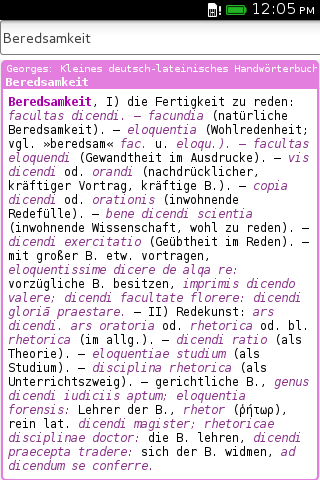 12:05 PM
Beredsamkeit
Georges: Kleines deutsch-lateinisches Handwörterbuch
Beredsamkeit
Beredsamkeit, I) die Fertigkeit zu reden:
facultas dicendi. – facundia (natürliche
Beredsamkeit). – eloquentia (Wohlredenheit;
vgl. »beredsam« fac. u. eloqu.). – facultas
eloquendi (Gewandtheit im Ausdrucke). – vis
dicendi od. orandi (nachdrücklicher,
kräftiger Vortrag, kräftige B.). – copia
dicendi od. orationis (inwohnende
Redefülle). – bene dicendi scientia
(inwohnende Wissenschaft, wohl zu reden). –
dicendi exercitatio (Geübtheit im Reden). –
mit großer B. etw. vortragen,
eloquentissime dicere de alqa re:
vorzügliche B. besitzen, imprimis dicendo
valere; dicendi facultate florere: dicendi
gloriā praestare. – II) Redekunst: ars
dicendi. ars oratoria od. rhetorica od. bl.
rhetorica (im allg.). – dicendi ratio (als
Theorie). – eloquentiae studium (als
Studium). – disciplina rhetorica (als
Unterrichtszweig). – gerichtliche B., genus
dicendi iudiciis aptum; eloquentia
forensis: Lehrer der B., rhetor (ῥήτωρ),
rein lat. dicendi magister; rhetoricae
disciplinae doctor: die B. lehren, dicendi
praecepta tradere: sich der B. widmen, ad
dicendum se conferre.